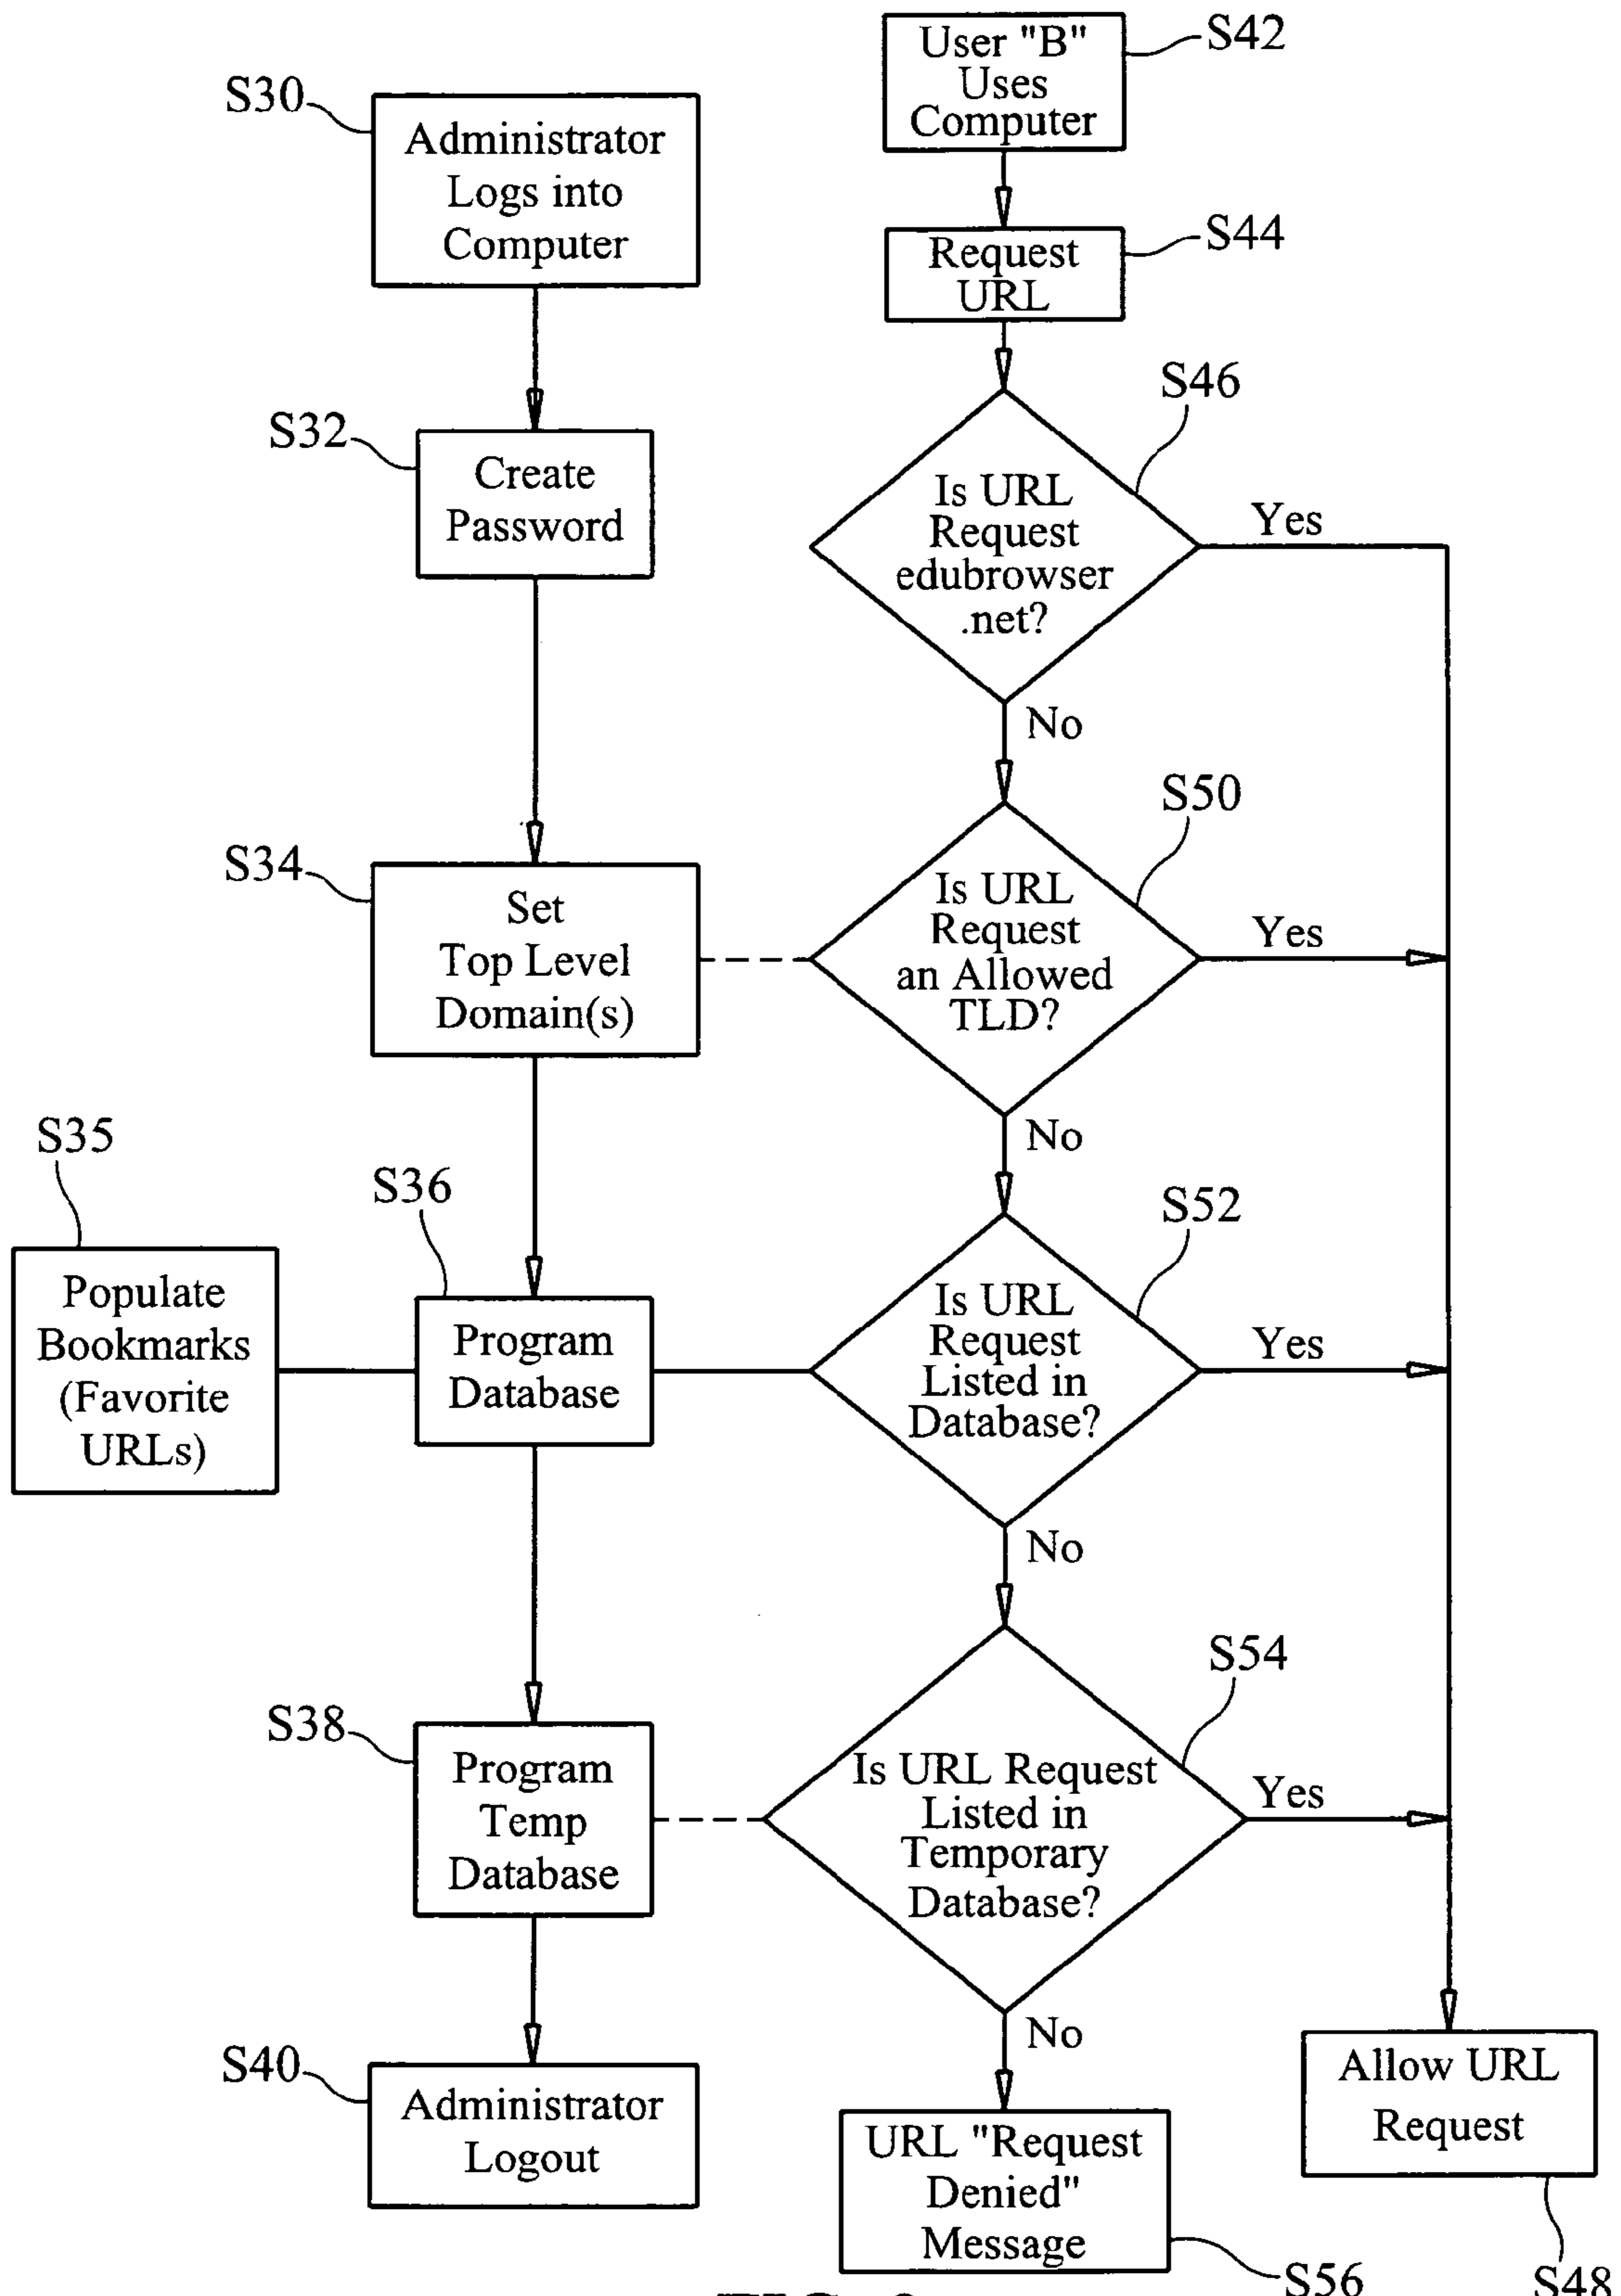 S30
Administrator
Logs into
Computer
S32
Create
Password
S34
Set
Top Level
Domain(s)
S35
Populate
Bookmarks
(Favorite
URLs)
S36
Program
Database
S38
Program
Temp
Database
S40
Administrator
Logout
User "B"
Uses
Computer
S42
Request
URL
S44
S46
Is URL
Request
edubrowser
.net?
Yes
No
S50
Is URL
Request
an Allowed
TLD?
Yes
No
S52
Is URL
Request
Listed in
Database?
Yes
No
S54
Is URL Request
Listed in
Temporary
Database?
Yes
No
URL "Request
Denied"
Message
S56
Allow URL
Request
S48